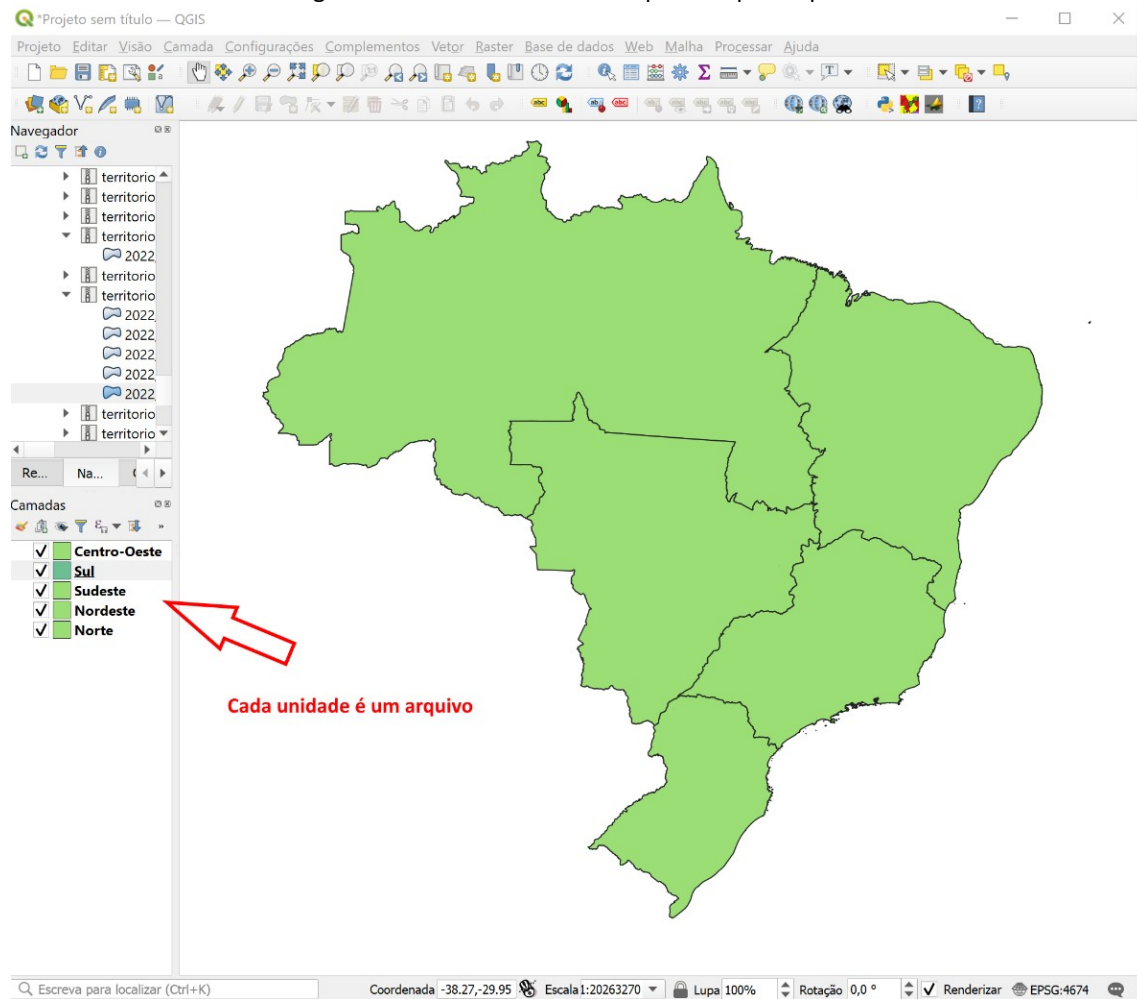 *Projeto sem título — QGIS
Projeto Editar Visão Camada Configurações Complementos Vetor Raster Base de dados Web Malha Processar Ajuda
Navegador
territorio
territorio
territorio
territorio
2022
territorio
territorio
2022
2022
2022
2022
2022
territorio
territorio
Re... Na...
Camadas
Centro-Oeste
Sul
Sudeste
Nordeste
Norte
Cada unidade é um arquivo
Escreva para localizar (Ctrl+K) Coordenada -38.27,-29.95 Escala 1:20263270 Lupa 100% Rotação 0,0 ° Renderizar EPSG:4674